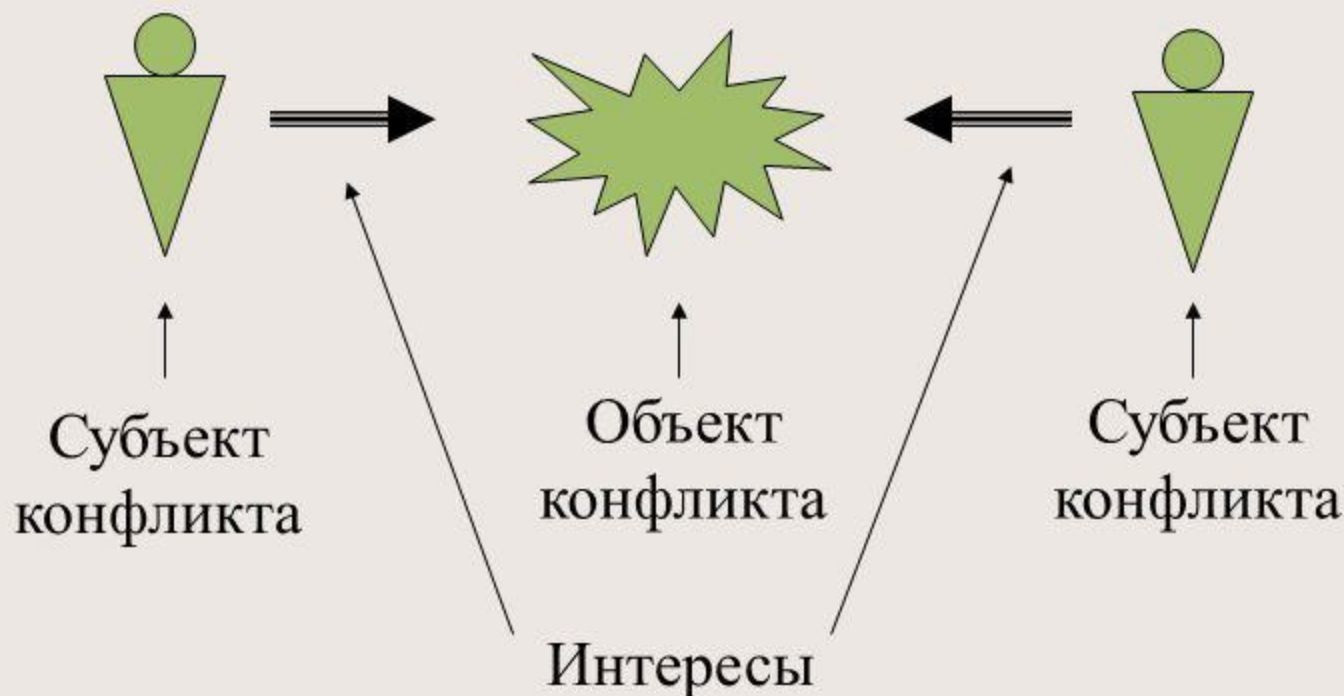 Субъект
конфликта
Объект
конфликта
Субъект
конфликта
Интересы